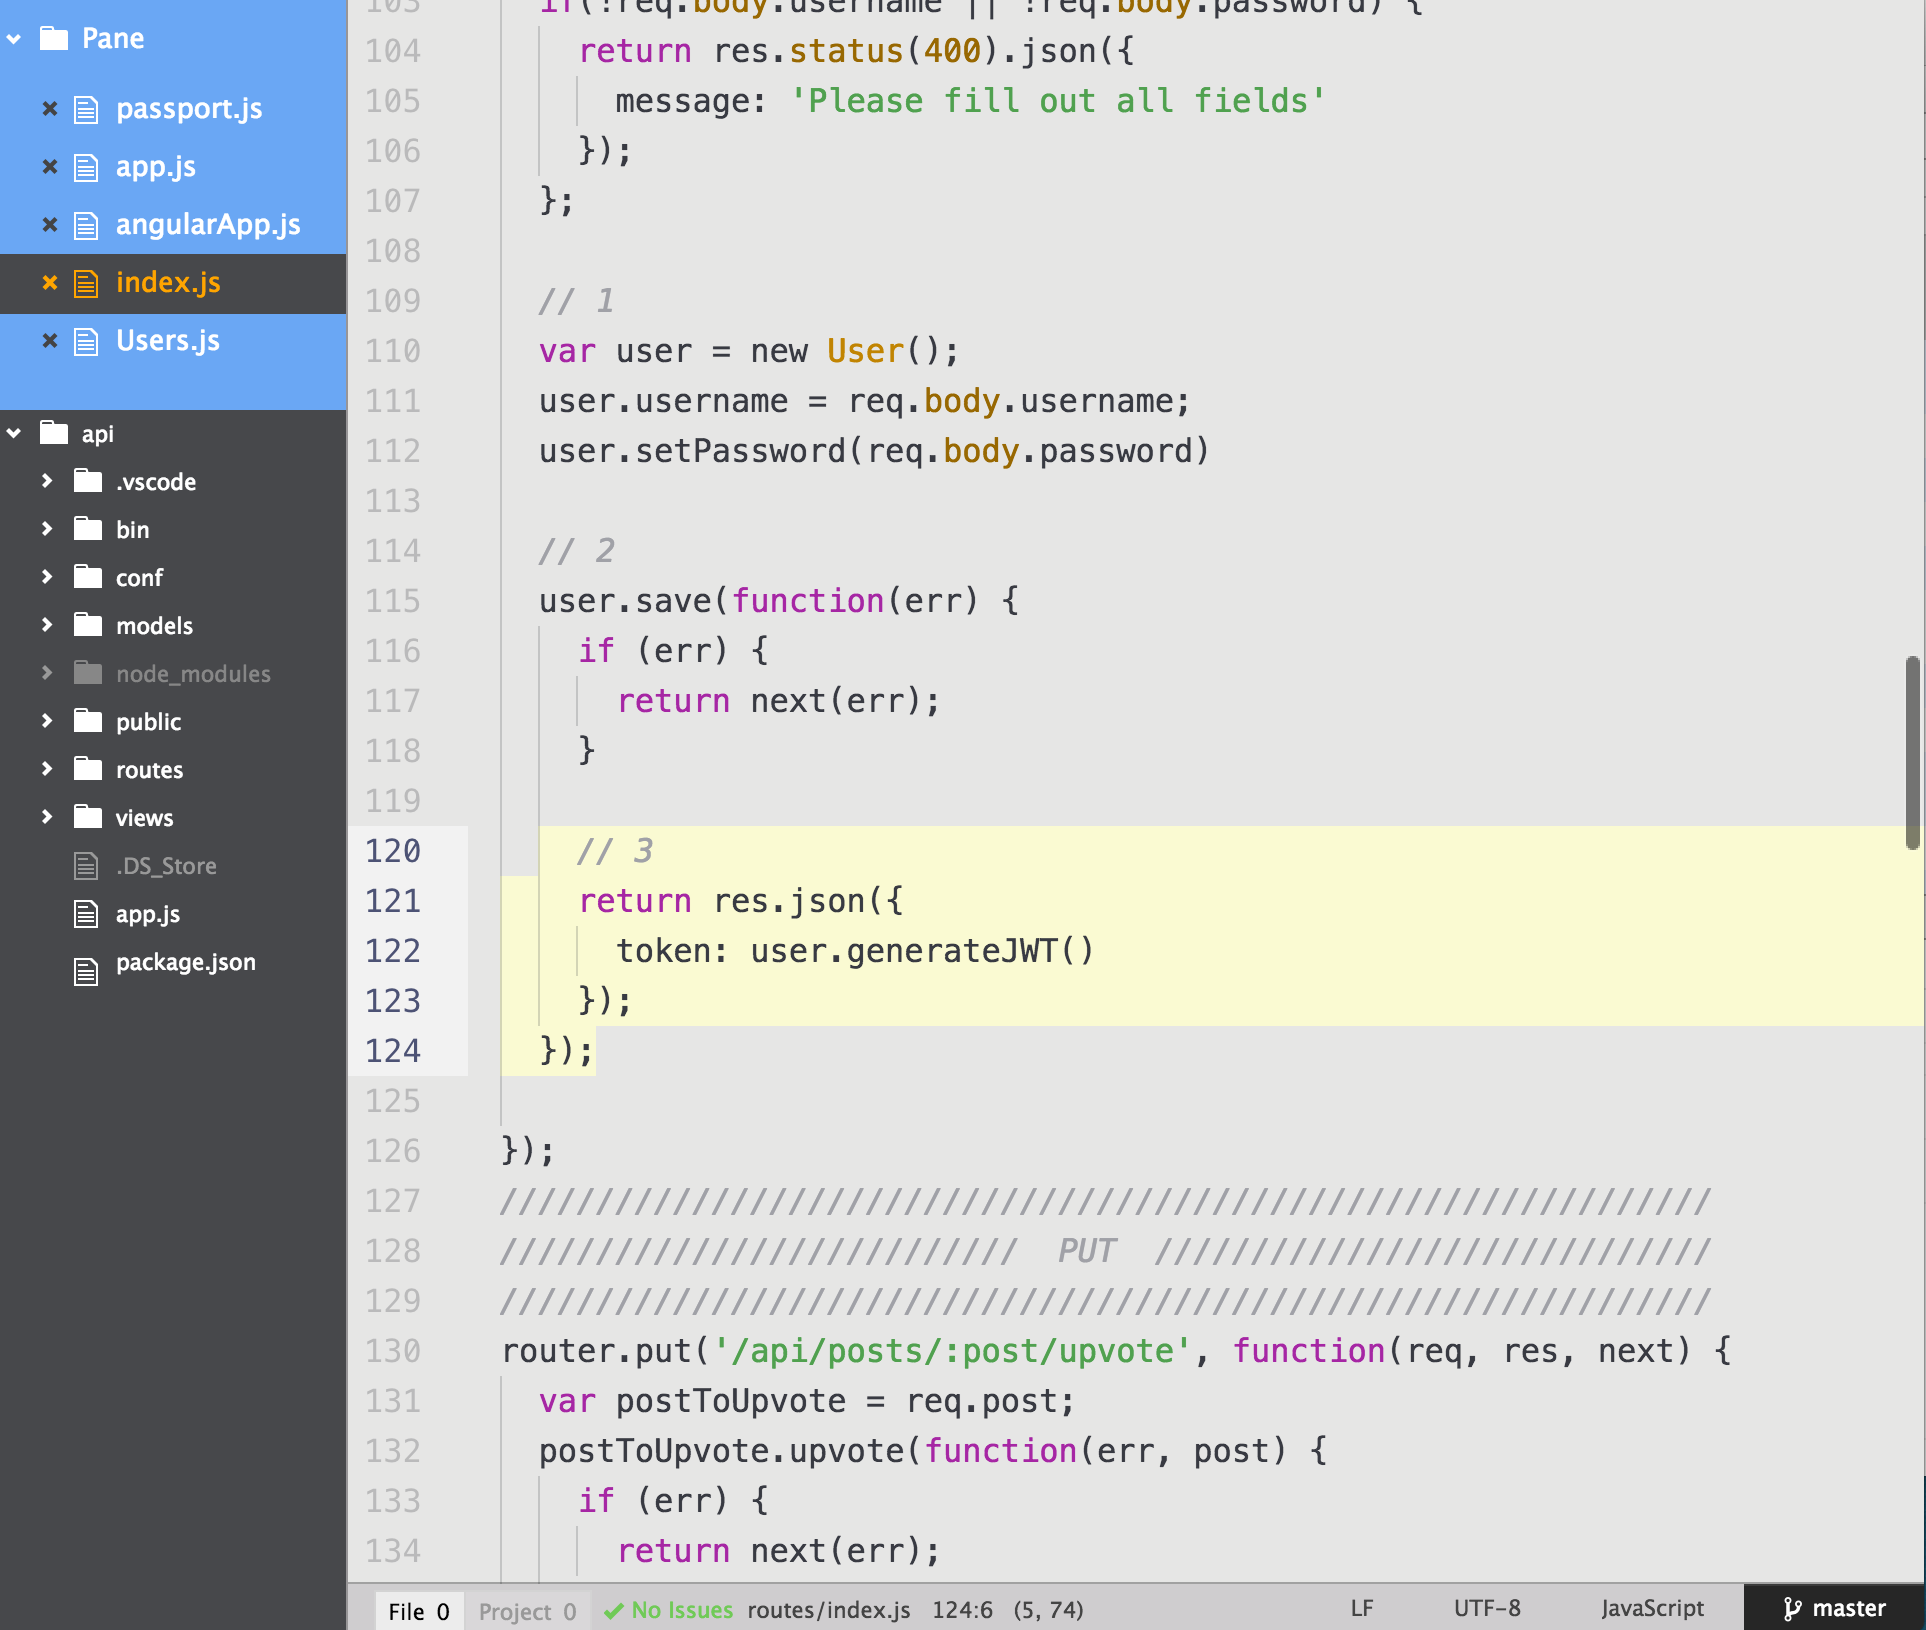 Pane
passport.js
app.js
angularApp.js
index.js
Users.js
api
.vscode
bin
conf
models
node_modules
public
routes
views
.DS_Store
app.js
package.json
103 if(!req.body.username || !req.body.password) {
104 return res.status(400).json({
105 message: 'Please fill out all fields'
106 });
107 };
108
109 // 1
110 var user = new User();
111 user.username = req.body.username;
112 user.setPassword(req.body.password)
113
114 // 2
115 user.save(function(err) {
116 if (err) {
117 return next(err);
118 }
119
120 // 3
121 return res.json({
122 token: user.generateJWT()
123 });
124 });
125
126 });
127 ///////////////////////////////////////////////////////////////
128 ///////////////////////////  PUT  /////////////////////////////
129 ///////////////////////////////////////////////////////////////
130 router.put('/api/posts/:post/upvote', function(req, res, next) {
131 var postToUpvote = req.post;
132 postToUpvote.upvote(function(err, post) {
133 if (err) {
134 return next(err);
File 0 Project 0 No Issues routes/index.js 124:6 (5, 74) LF UTF-8 JavaScript master